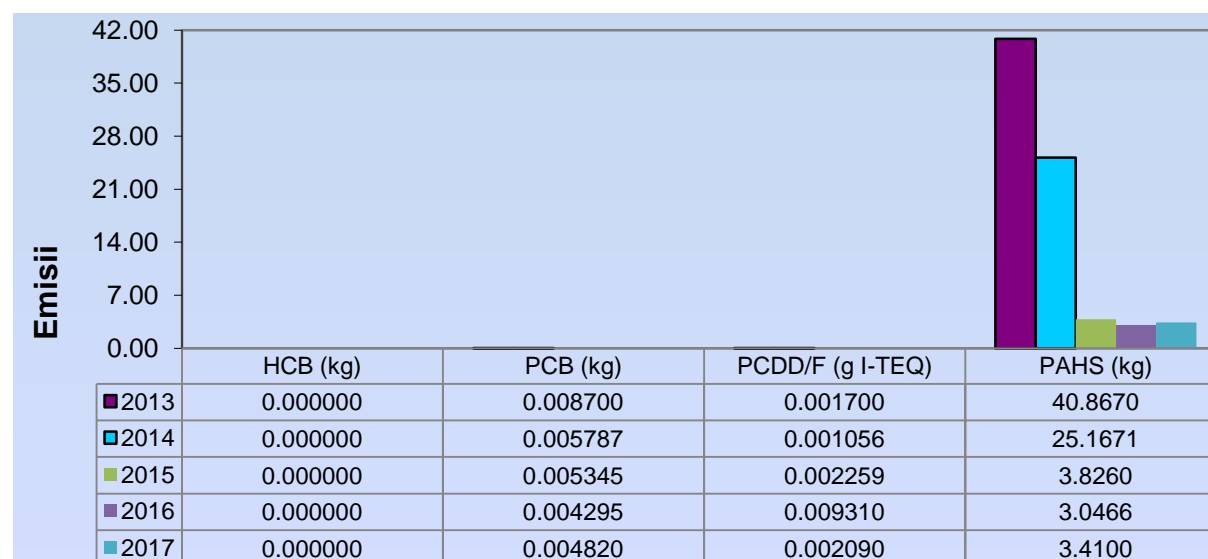 42.00
35.00
28.00
21.00
14.00
7.00
0.00
Emisii
HCB (kg) PCB (kg) PCDD/F (g I-TEQ) PAHS (kg)
2013 0.000000 0.008700 0.001700 40.8670
2014 0.000000 0.005787 0.001056 25.1671
2015 0.000000 0.005345 0.002259 3.8260
2016 0.000000 0.004295 0.009310 3.0466
2017 0.000000 0.004820 0.002090 3.4100